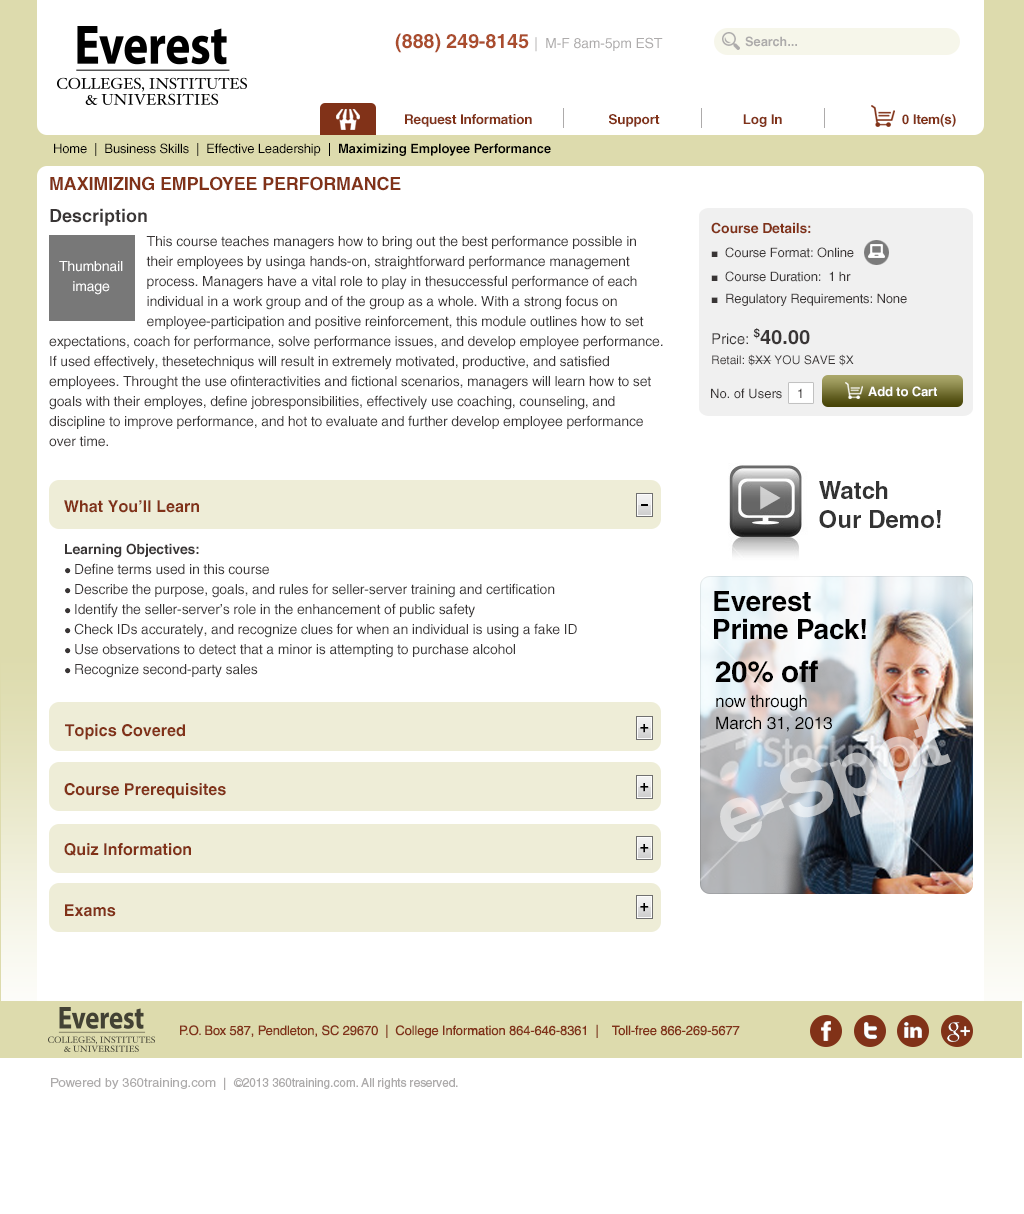 Everest
COLLEGES, INSTITUTES
& UNIVERSITIES
(888) 249-8145 | M-F 8am-5pm EST
Search...
Request Information
Support
Log In
0 Item(s)
Home | Business Skills | Effective Leadership | Maximizing Employee Performance
MAXIMIZING EMPLOYEE PERFORMANCE
Description
Thumbnail
image
This course teaches managers how to bring out the best performance possible in
their employees by usinga hands-on, straightforward performance management
process. Managers have a vital role to play in thesuccessful performance of each
individual in a work group and of the group as a whole. With a strong focus on
employee-participation and positive reinforcement, this module outlines how to set
expectations, coach for performance, solve performance issues, and develop employee performance.
If used effectively, thesetechniqus will result in extremely motivated, productive, and satisfied
employees. Throught the use ofinteractivities and fictional scenarios, managers will learn how to set
goals with their employes, define jobresponsibilities, effectively use coaching, counseling, and
discipline to improve performance, and hot to evaluate and further develop employee performance
over time.
What You'll Learn
-
Learning Objectives:
• Define terms used in this course
• Describe the purpose, goals, and rules for seller-server training and certification
• Identify the seller-server's role in the enhancement of public safety
• Check IDs accurately, and recognize clues for when an individual is using a fake ID
• Use observations to detect that a minor is attempting to purchase alcohol
• Recognize second-party sales
Topics Covered
+
Course Prerequisites
+
Quiz Information
+
Exams
+
Course Details:
■ Course Format: Online
■ Course Duration: 1 hr
■ Regulatory Requirements: None
Price: $40.00
Retail: $XX YOU SAVE $X
No. of Users 1
Add to Cart
Watch
Our Demo!
Everest
Prime Pack!
20% off
now through
March 31, 2013
iStockphoto®
e-spot
Everest
COLLEGES, INSTITUTES
& UNIVERSITIES
P.O. Box 587, Pendleton, SC 29670 | College Information 864-646-8361 | Toll-free 866-269-5677
f
t
in
g+
Powered by 360training.com | ©2013 360training.com. All rights reserved.